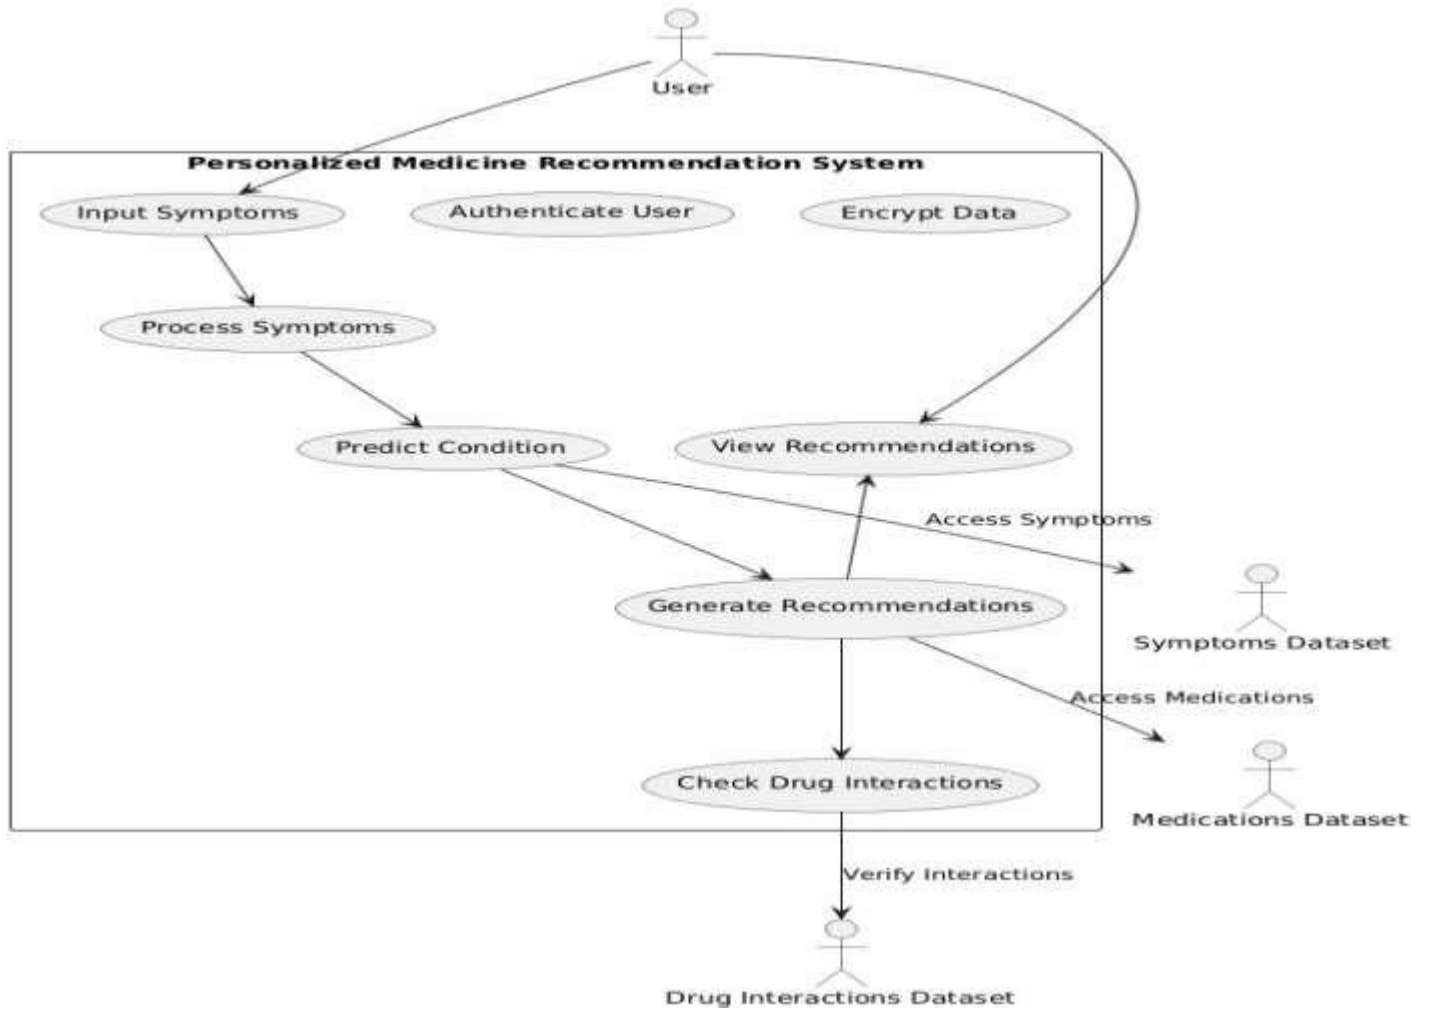 User
Personalized Medicine Recommendation System
Input Symptoms
Authenticate User
Encrypt Data
Process Symptoms
Predict Condition
View Recommendations
Access Symptoms
Generate Recommendations
Symptoms Dataset
Access Medications
Check Drug Interactions
Medications Dataset
Verify Interactions
Drug Interactions Dataset